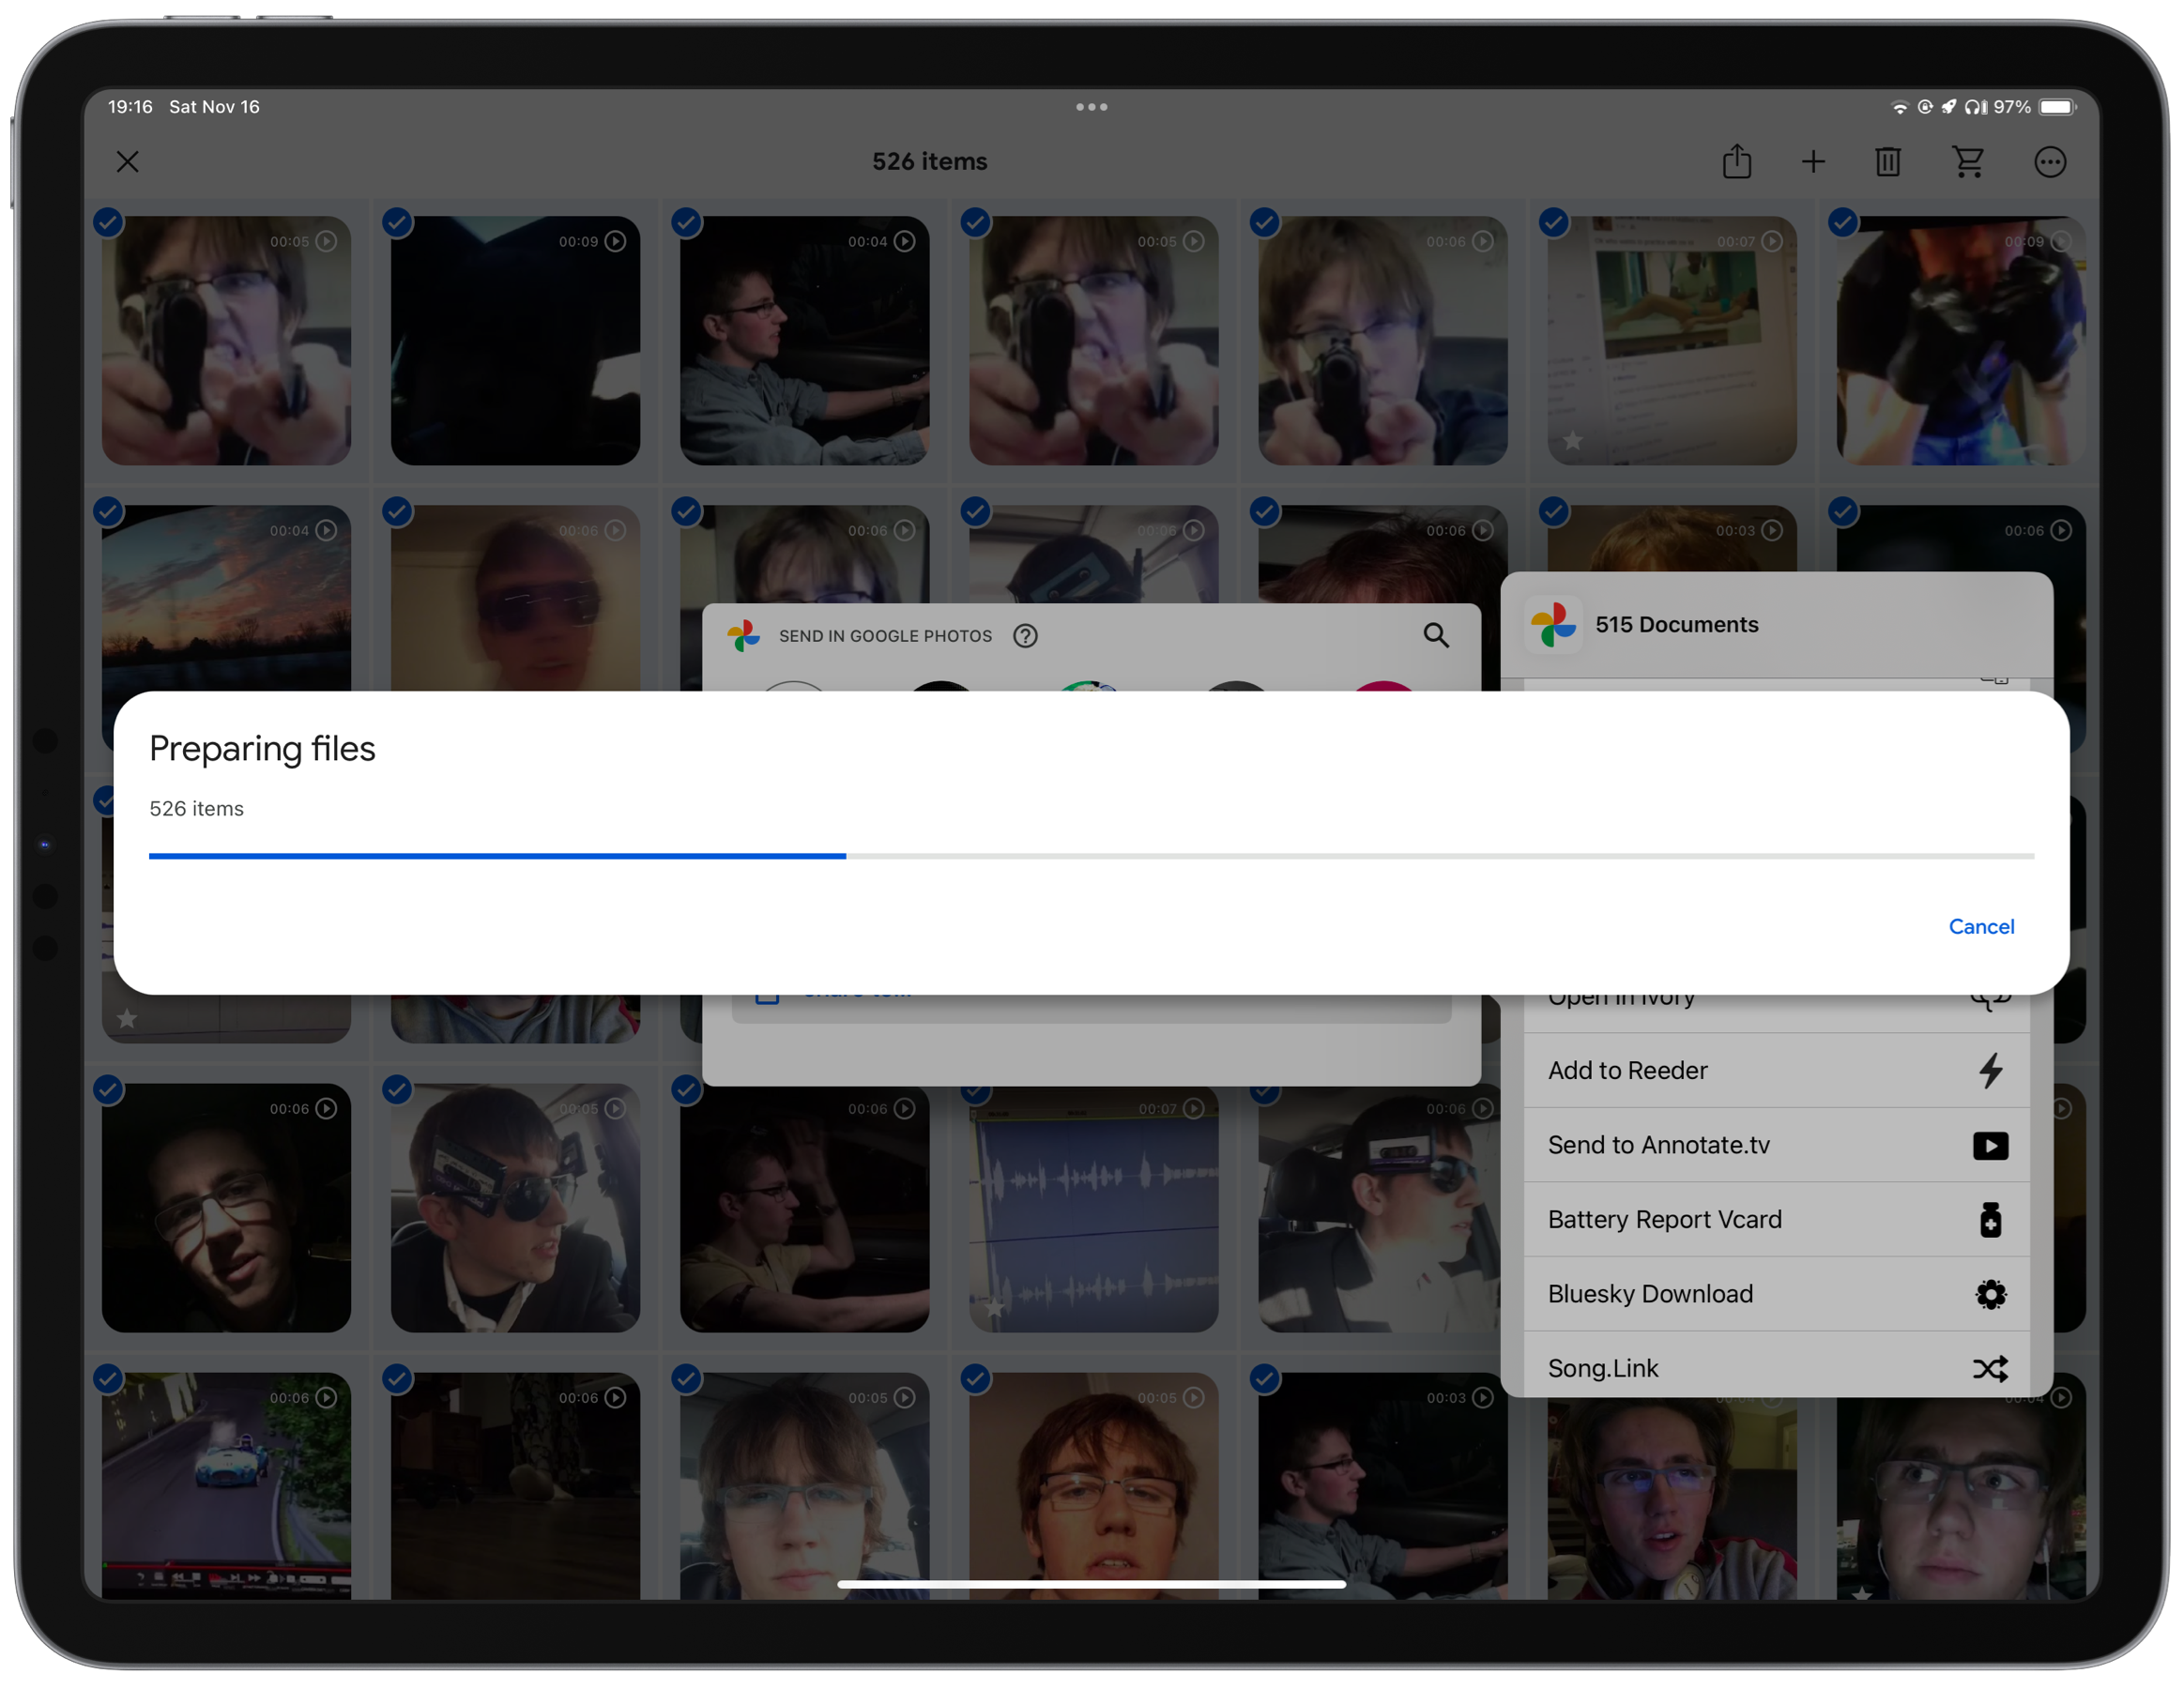 19:16 Sat Nov 16
97%
526 items
00:05
00:09
00:04
00:05
00:06
00:07
00:09
00:04
00:06
00:06
00:06
00:06
00:03
00:06
SEND IN GOOGLE PHOTOS
515 Documents
Preparing files
526 items
Cancel
Open in Ivory
Add to Reeder
Send to Annotate.tv
Battery Report Vcard
Bluesky Download
Song.Link
00:06
00:05
00:06
00:07
00:06
00:06
00:06
00:05
00:05
00:03
00:04
00:04